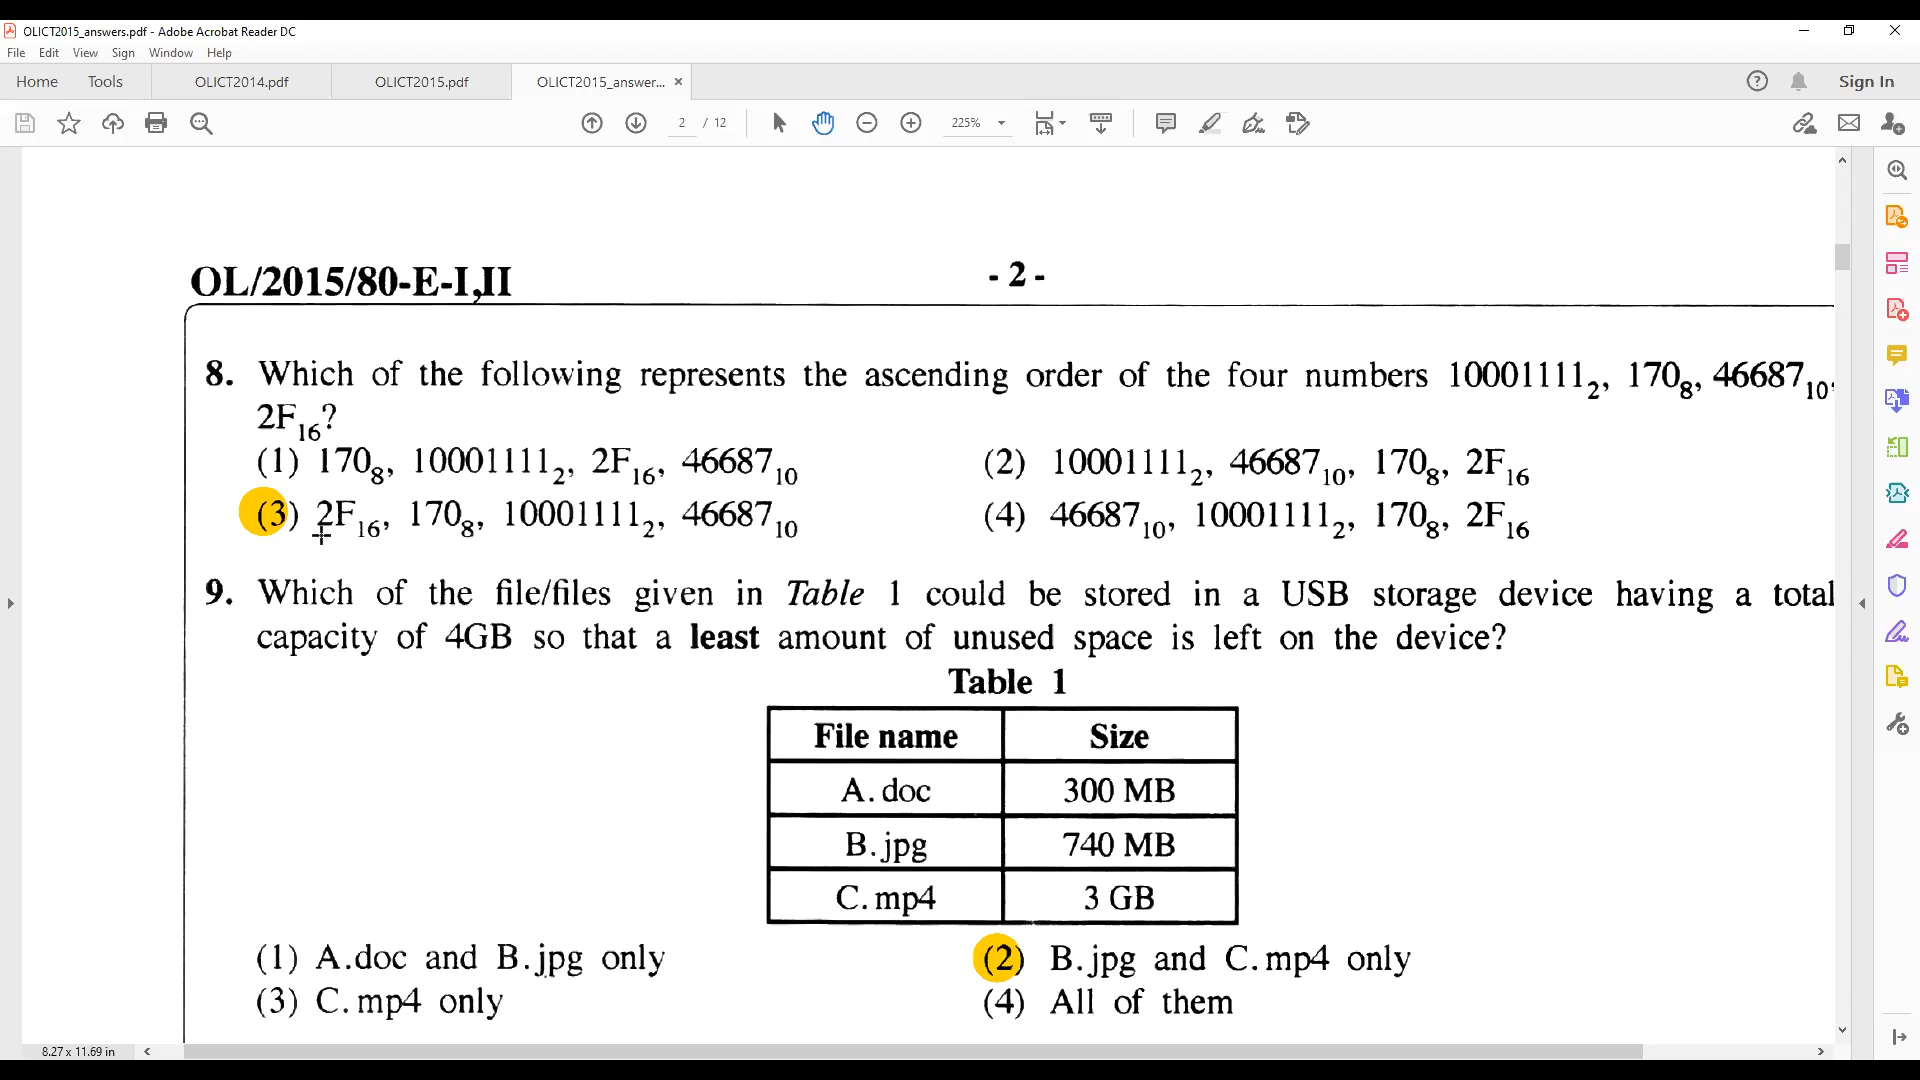 OLICT2015_answers.pdf - Adobe Acrobat Reader DC
File Edit View Sign Window Help
Home Tools OLICT2014.pdf OLICT2015.pdf OLICT2015_answer... × Sign In
2 / 12 225%
OL/2015/80-E-I,II - 2 -
8. Which of the following represents the ascending order of the four numbers 10001111₂, 170₈, 46687₁₀,
2F₁₆?
(1) 170₈, 10001111₂, 2F₁₆, 46687₁₀ (2) 10001111₂, 46687₁₀, 170₈, 2F₁₆
(3) 2F₁₆, 170₈, 10001111₂, 46687₁₀ (4) 46687₁₀, 10001111₂, 170₈, 2F₁₆
9. Which of the file/files given in Table 1 could be stored in a USB storage device having a total
capacity of 4GB so that a least amount of unused space is left on the device?
Table 1
File name Size
A.doc 300 MB
B.jpg 740 MB
C.mp4 3 GB
(1) A.doc and B.jpg only (2) B.jpg and C.mp4 only
(3) C.mp4 only (4) All of them
8.27 x 11.69 in